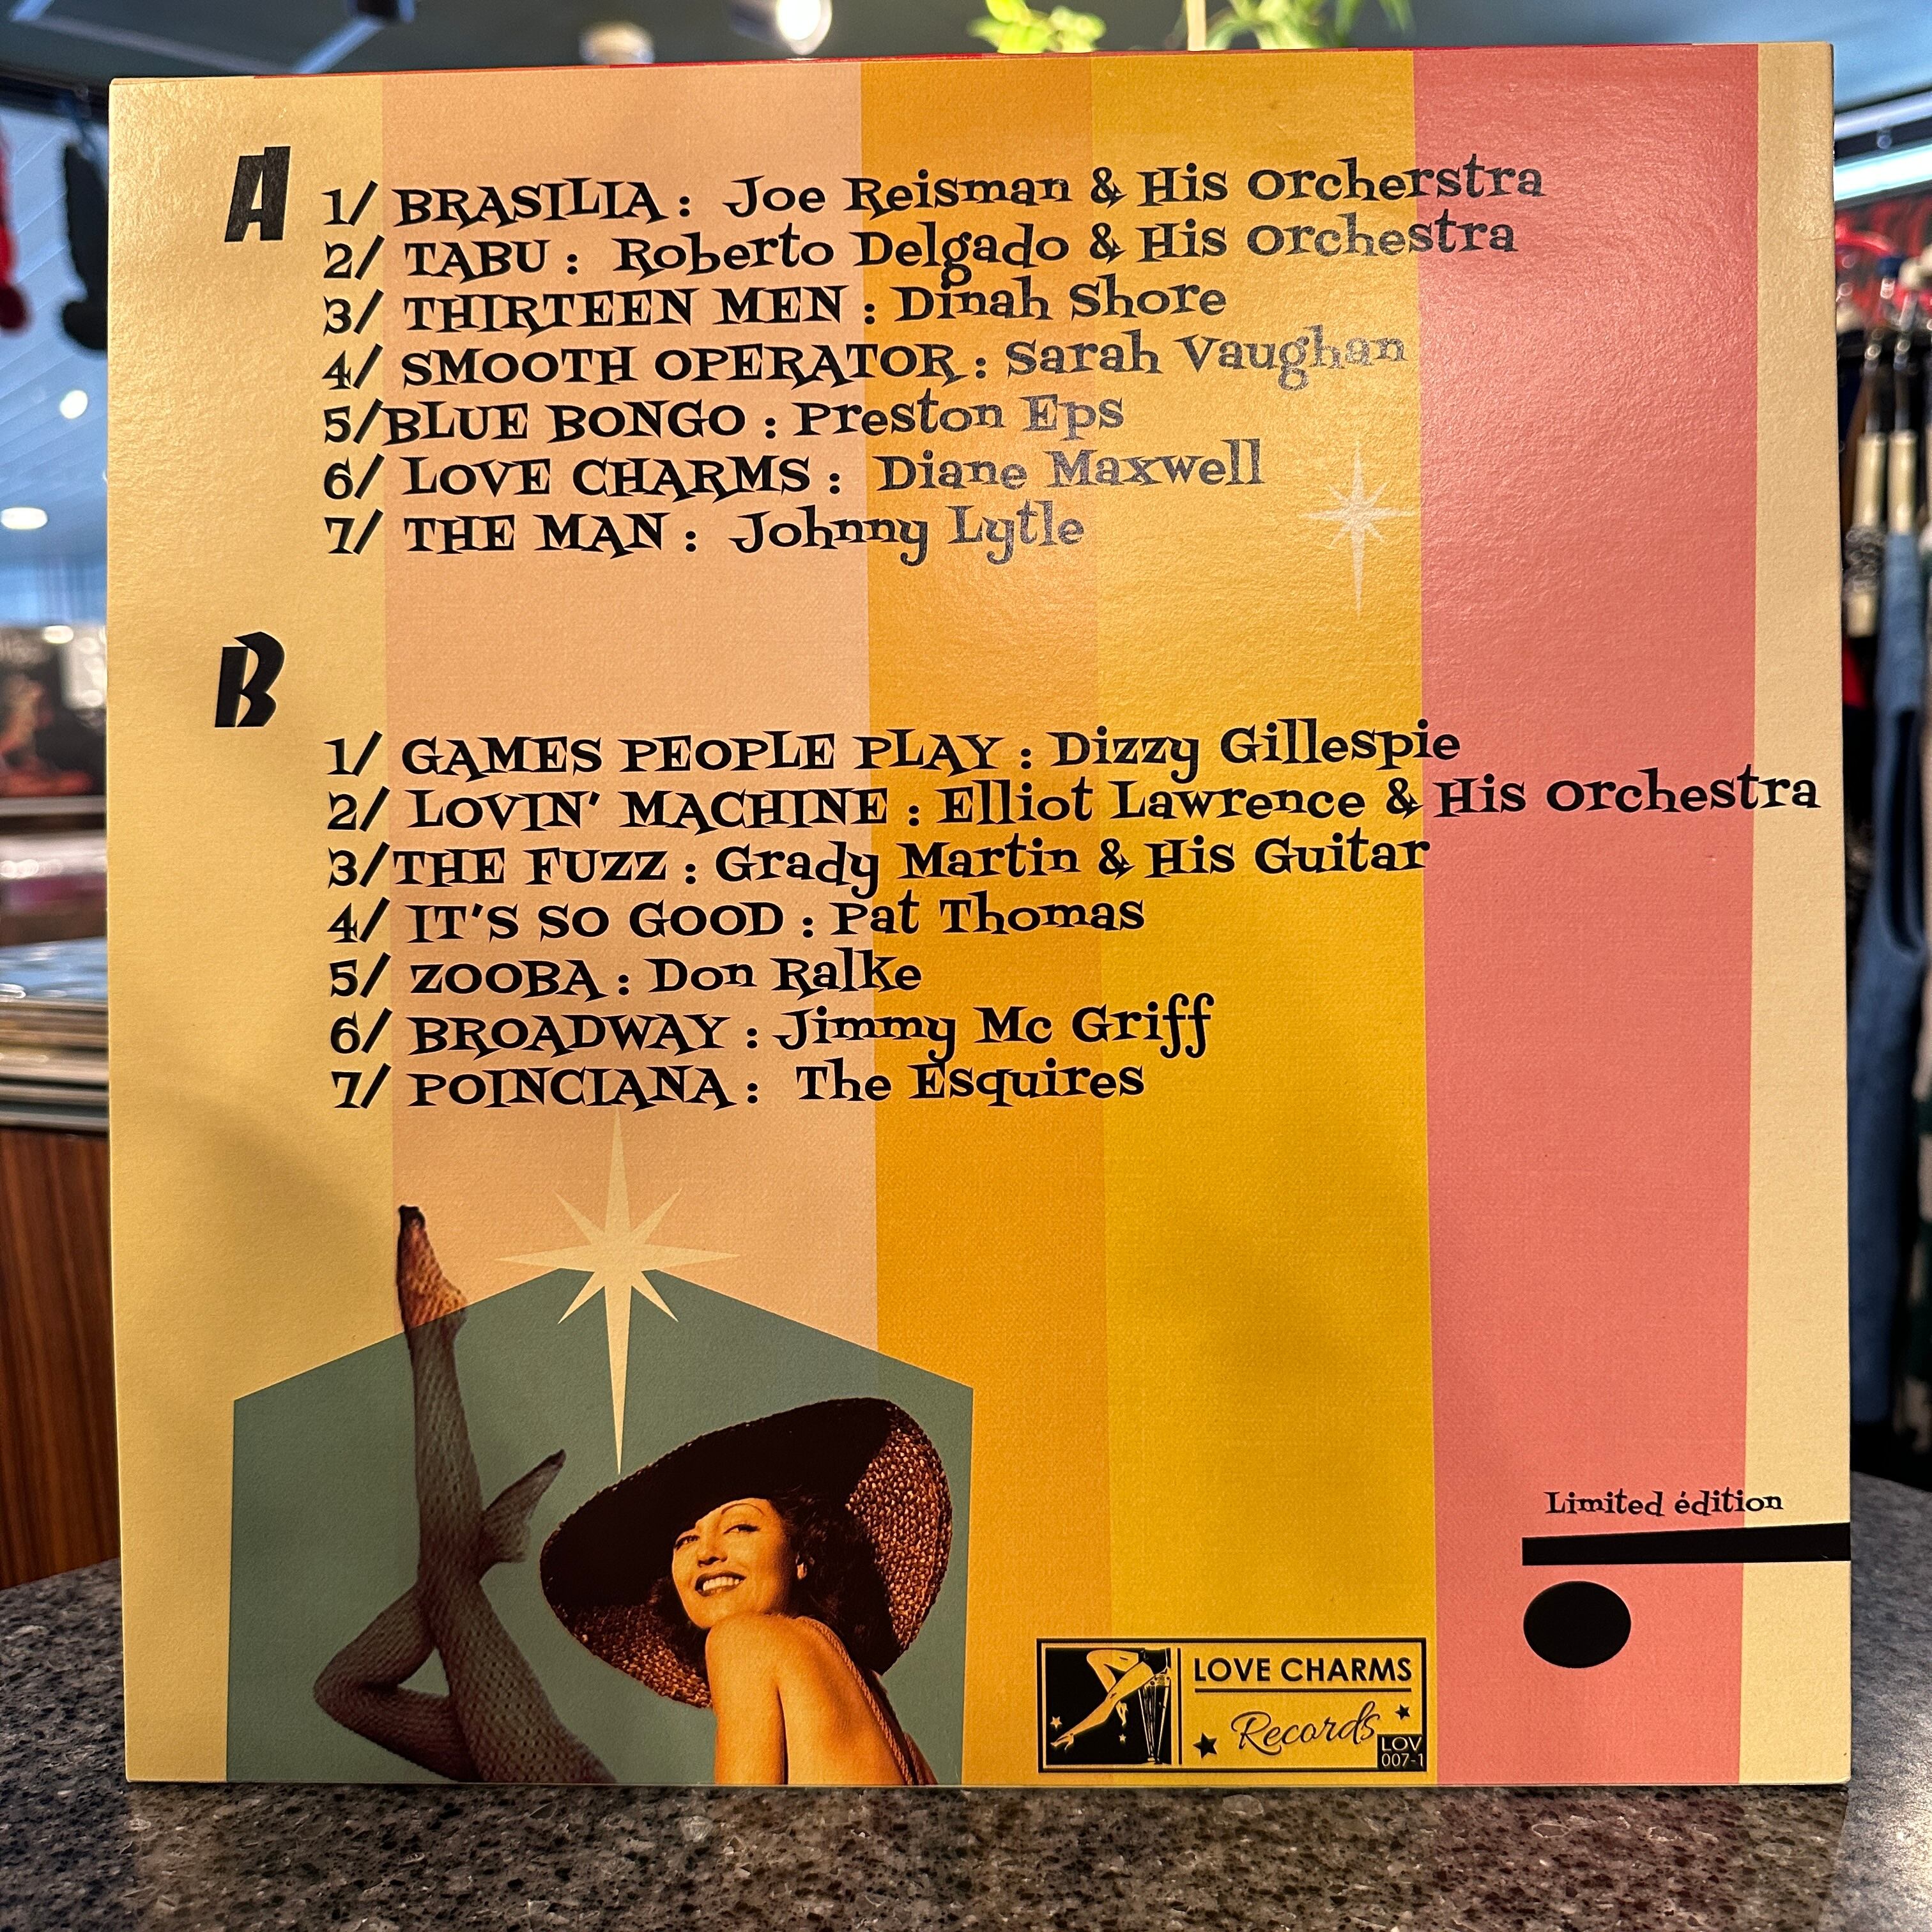 A
1/ BRASILIA : Joe Reisman & His Orcherstra
2/ TABU : Roberto Delgado & His Orchestra
3/ THIRTEEN MEN : Dinah Shore
4/ SMOOTH OPERATOR : Sarah Vaughan
5/BLUE BONGO : Preston Eps
6/ LOVE CHARMS : Diane Maxwell
7/ THE MAN : Johnny Lytle
B
1/ GAMES PEOPLE PLAY : Dizzy Gillespie
2/ LOVIN' MACHINE : Elliot Lawrence & His Orchestra
3/THE FUZZ : Grady Martin & His Guitar
4/ IT'S SO GOOD : Pat Thomas
5/ ZOOBA : Don Ralke
6/ BROADWAY : Jimmy Mc Griff
7/ POINCIANA : The Esquires
Limited édition
LOVE CHARMS
Records
LOV
007-1